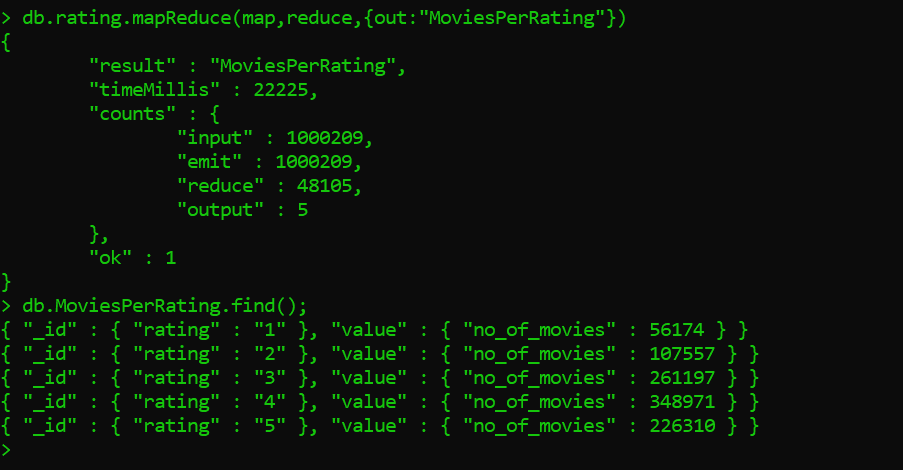 > db.rating.mapReduce(map,reduce,{out:"MoviesPerRating"})
{
        "result" : "MoviesPerRating",
        "timeMillis" : 22225,
        "counts" : {
                "input" : 1000209,
                "emit" : 1000209,
                "reduce" : 48105,
                "output" : 5
        },
        "ok" : 1
}
> db.MoviesPerRating.find();
{ "_id" : { "rating" : "1" }, "value" : { "no_of_movies" : 56174 } }
{ "_id" : { "rating" : "2" }, "value" : { "no_of_movies" : 107557 } }
{ "_id" : { "rating" : "3" }, "value" : { "no_of_movies" : 261197 } }
{ "_id" : { "rating" : "4" }, "value" : { "no_of_movies" : 348971 } }
{ "_id" : { "rating" : "5" }, "value" : { "no_of_movies" : 226310 } }
>